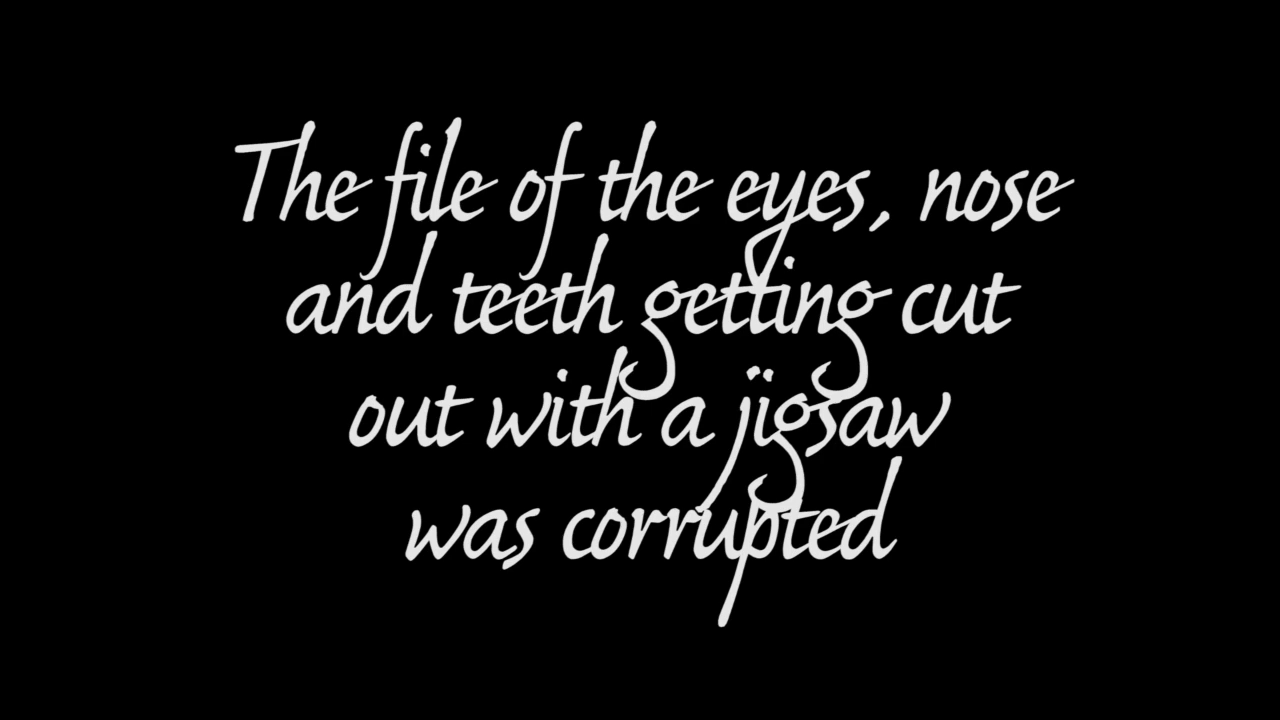 The file of the eyes, nose
and teeth getting cut
out with a jigsaw
was corrupted